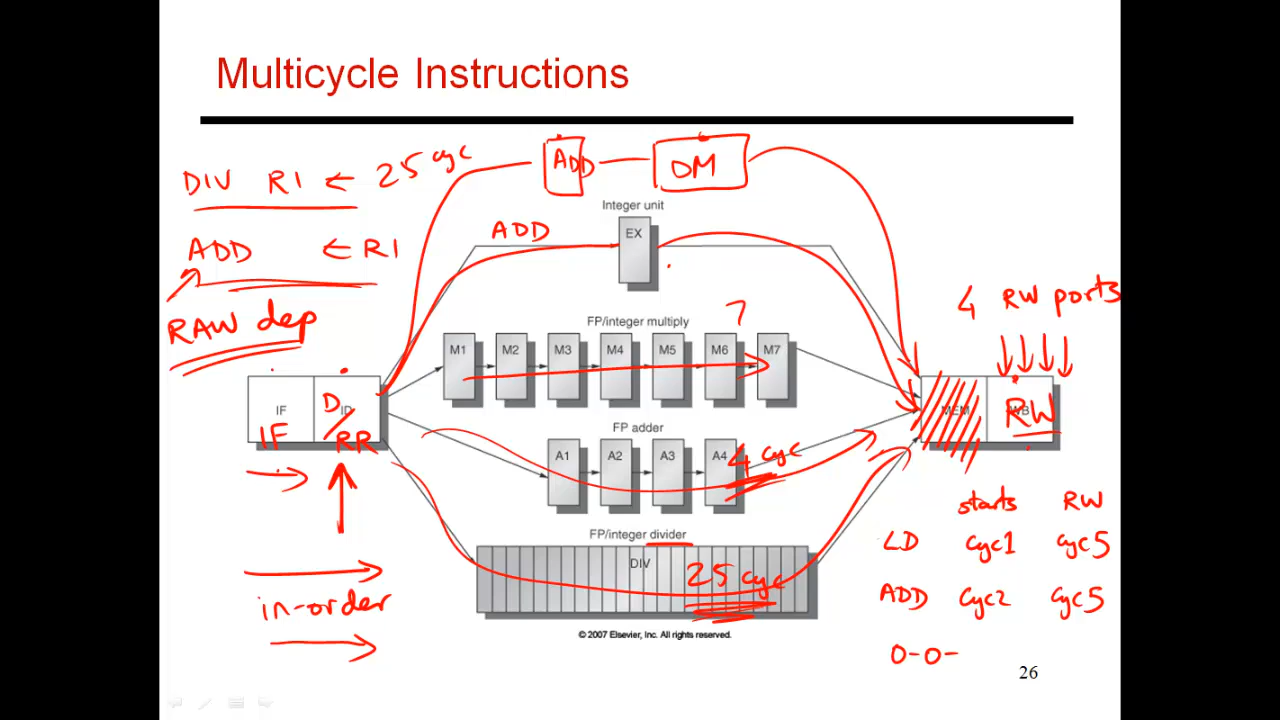 Multicycle Instructions
DIV R1 ← 25 cyc
ADD ← R1
RAW dep
ADD DM
Integer unit
ADD
EX
FP/integer multiply
7
M1 M2 M3 M4 M5 M6 M7
IF ID
D/RR
IF
FP adder
A1 A2 A3 A4
4 cyc
FP/integer divider
DIV
25 cyc
in-order
4 RW ports
MEM WB
RW
starts RW
LD cyc1 cyc5
ADD cyc2 cyc5
O-O-
© 2007 Elsevier, Inc. All rights reserved.
26